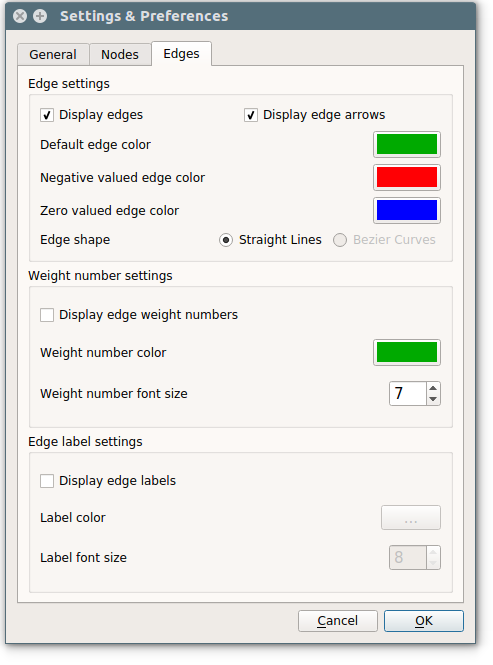 Settings & Preferences
General Nodes Edges
Edge settings
Display edges Display edge arrows
Default edge color
Negative valued edge color
Zero valued edge color
Edge shape Straight Lines Bezier Curves
Weight number settings
Display edge weight numbers
Weight number color
Weight number font size 7
Edge label settings
Display edge labels
Label color ...
Label font size 8
Cancel OK